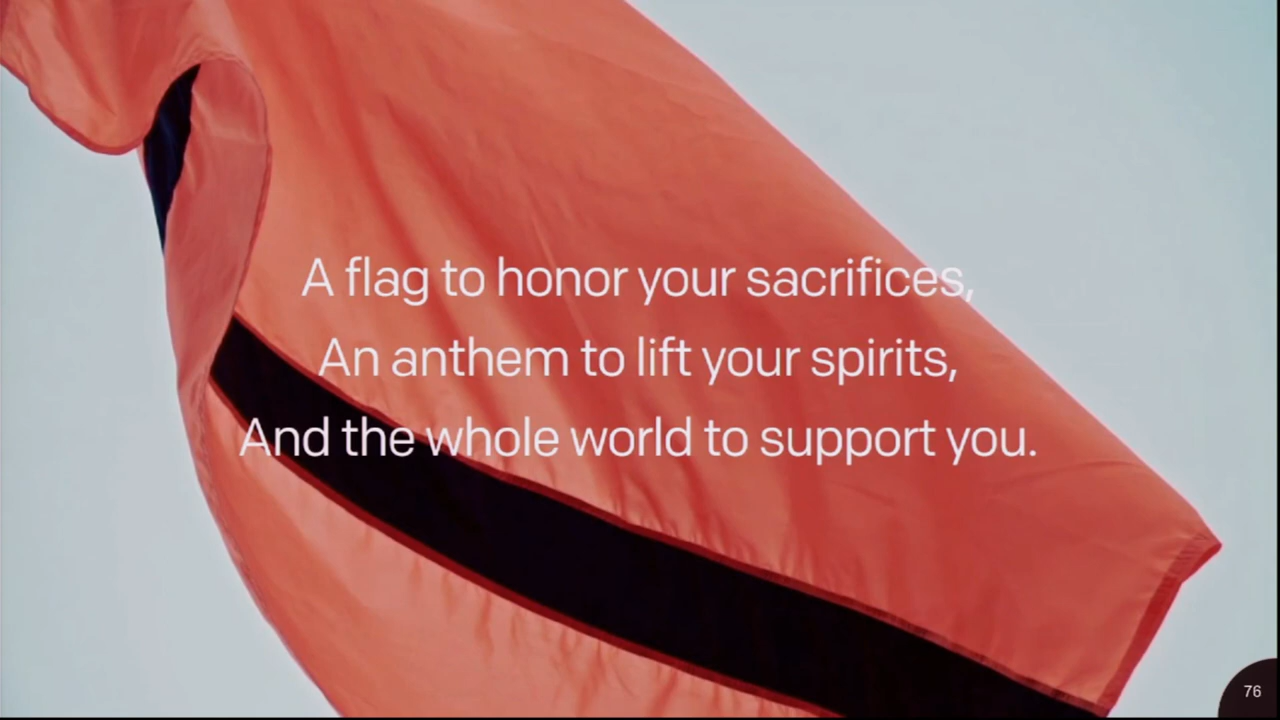 A flag to honor your sacrifices,
An anthem to lift your spirits,
And the whole world to support you.
76